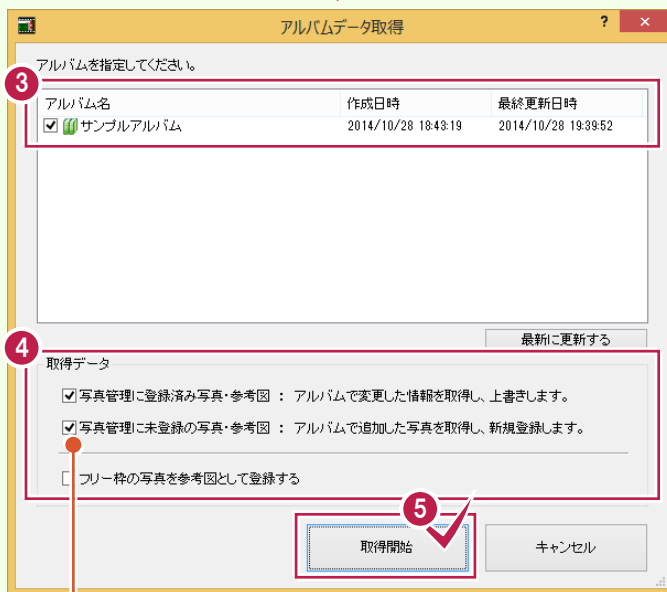 アルバムデータ取得 ? ×
アルバムを指定してください。
3
アルバム名 作成日時 最終更新日時
サンプルアルバム 2014/10/28 18:43:19 2014/10/28 19:39:52
最新に更新する
4
取得データ
写真管理に登録済み写真・参考図 : アルバムで変更した情報を取得し、上書きします。
写真管理に未登録の写真・参考図 : アルバムで追加した写真を取得し、新規登録します。
フリー枠の写真を参考図として登録する
5
取得開始 キャンセル